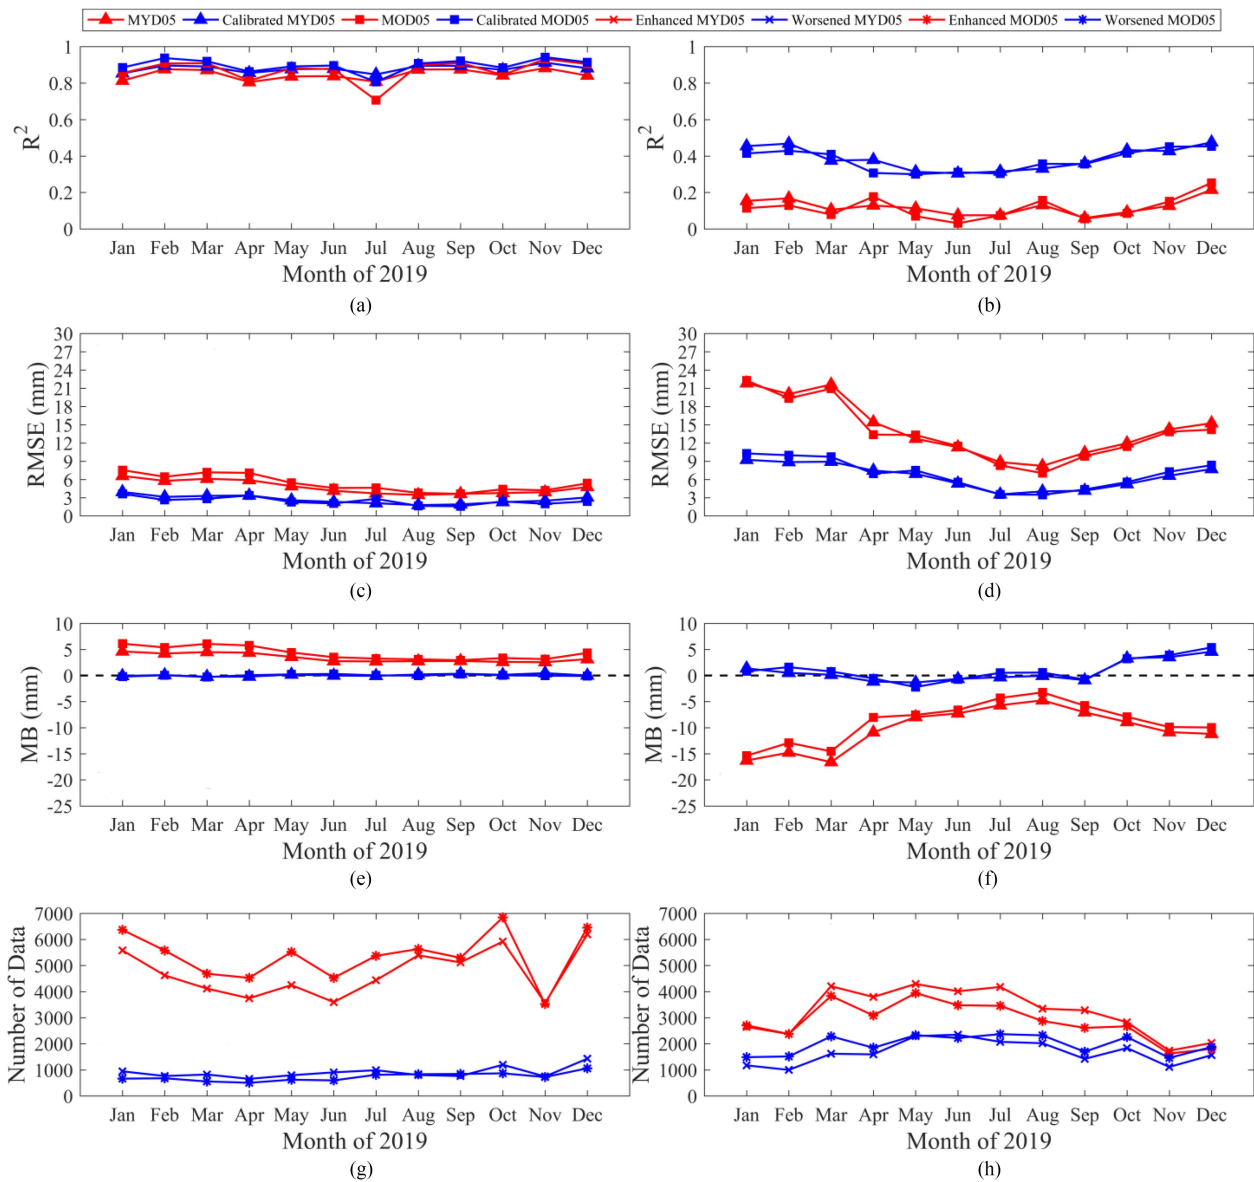 MYD05 Calibrated MYD05 MOD05 Calibrated MOD05 Enhanced MYD05 Worsened MYD05 Enhanced MOD05 Worsened MOD05
1
0.8
0.6
0.4
0.2
0
R²
Jan Feb Mar Apr May Jun Jul Aug Sep Oct Nov Dec
Month of 2019
(a)
1
0.8
0.6
0.4
0.2
0
R²
Jan Feb Mar Apr May Jun Jul Aug Sep Oct Nov Dec
Month of 2019
(b)
30
27
24
21
18
15
12
9
6
3
0
RMSE (mm)
Jan Feb Mar Apr May Jun Jul Aug Sep Oct Nov Dec
Month of 2019
(c)
30
27
24
21
18
15
12
9
6
3
0
RMSE (mm)
Jan Feb Mar Apr May Jun Jul Aug Sep Oct Nov Dec
Month of 2019
(d)
10
5
0
-5
-10
-15
-20
-25
MB (mm)
Jan Feb Mar Apr May Jun Jul Aug Sep Oct Nov Dec
Month of 2019
(e)
10
5
0
-5
-10
-15
-20
-25
MB (mm)
Jan Feb Mar Apr May Jun Jul Aug Sep Oct Nov Dec
Month of 2019
(f)
7000
6000
5000
4000
3000
2000
1000
0
Number of Data
Jan Feb Mar Apr May Jun Jul Aug Sep Oct Nov Dec
Month of 2019
(g)
7000
6000
5000
4000
3000
2000
1000
0
Number of Data
Jan Feb Mar Apr May Jun Jul Aug Sep Oct Nov Dec
Month of 2019
(h)